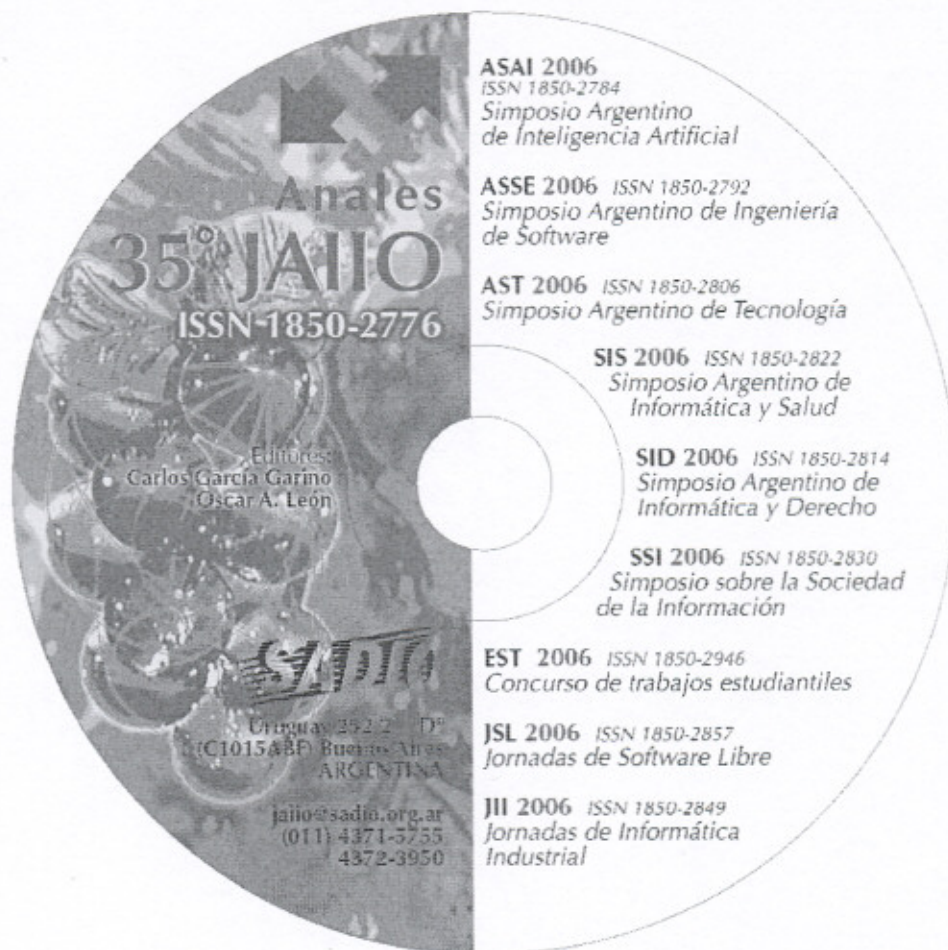 Anales
35° JAIIO
ISSN 1850-2776
Editores:
Carlos García Garino
Oscar A. León
SADIO
Uruguay 252 2° D°
(C1015ABF) Buenos Aires
ARGENTINA
jaiio@sadio.org.ar
(011) 4371-5755
4372-3950
ASAI 2006
ISSN 1850-2784
Simposio Argentino
de Inteligencia Artificial
ASSE 2006 ISSN 1850-2792
Simposio Argentino de Ingeniería
de Software
AST 2006 ISSN 1850-2806
Simposio Argentino de Tecnología
SIS 2006 ISSN 1850-2822
Simposio Argentino de
Informática y Salud
SID 2006 ISSN 1850-2814
Simposio Argentino de
Informática y Derecho
SSI 2006 ISSN 1850-2830
Simposio sobre la Sociedad
de la Información
EST 2006 ISSN 1850-2946
Concurso de trabajos estudiantiles
JSL 2006 ISSN 1850-2857
Jornadas de Software Libre
JII 2006 ISSN 1850-2849
Jornadas de Informática
Industrial